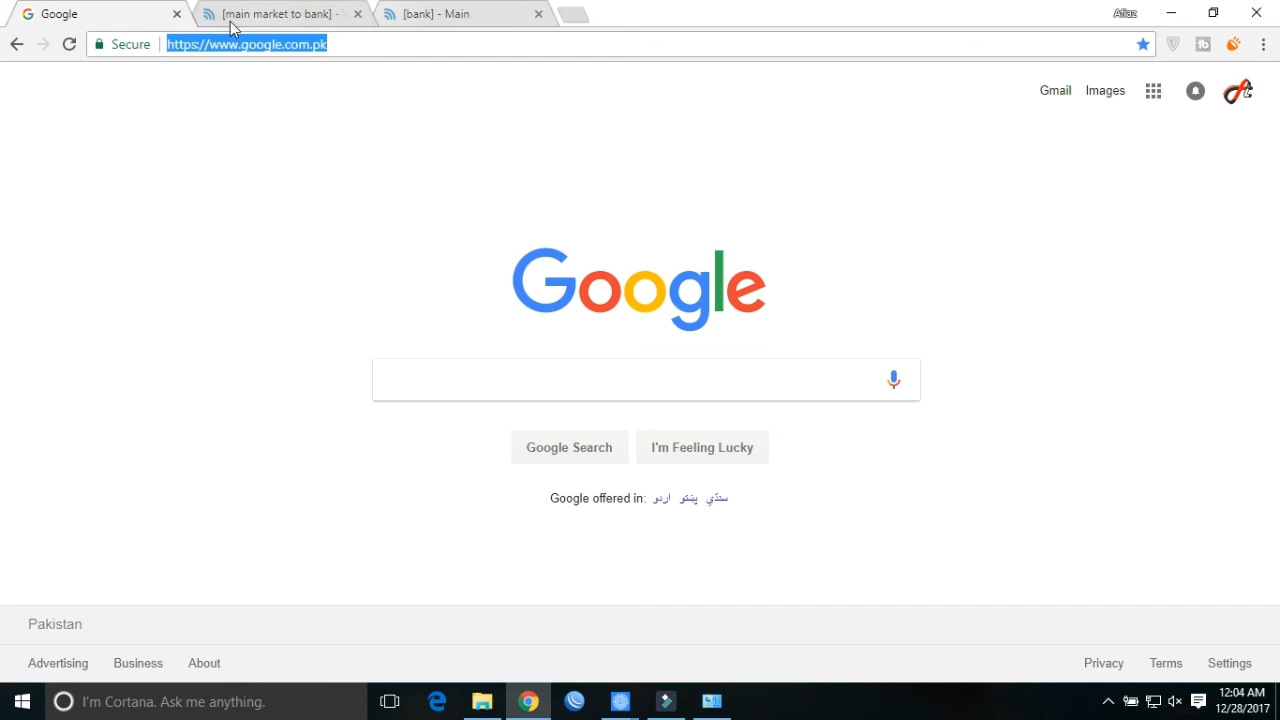 Google
[main market to bank] -
[bank] - Main
Afiaz
Secure
https://www.google.com.pk
Gmail
Images
Google
Google Search
I'm Feeling Lucky
Google offered in: اردو پښتو سنڌي
Pakistan
Advertising
Business
About
Privacy
Terms
Settings
I'm Cortana. Ask me anything.
12:04 AM
12/28/2017